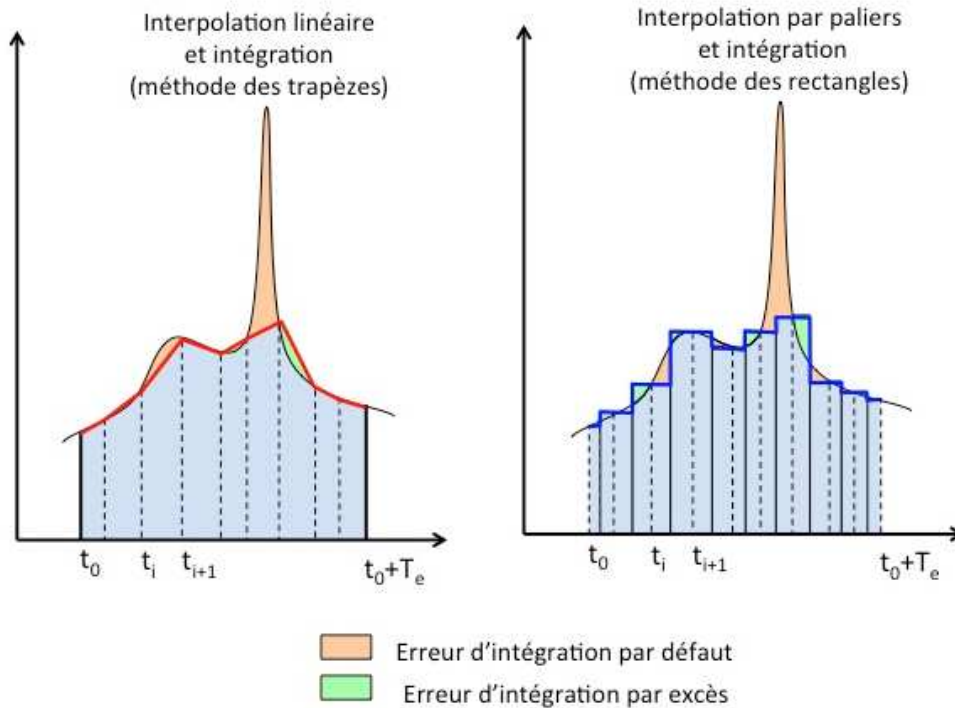 Interpolation linéaire
et intégration
(méthode des trapèzes)
Interpolation par paliers
et intégration
(méthode des rectangles)
t₀ tᵢ tᵢ₊₁ t₀+Tₑ
t₀ tᵢ tᵢ₊₁ t₀+Tₑ
Erreur d'intégration par défaut
Erreur d'intégration par excès